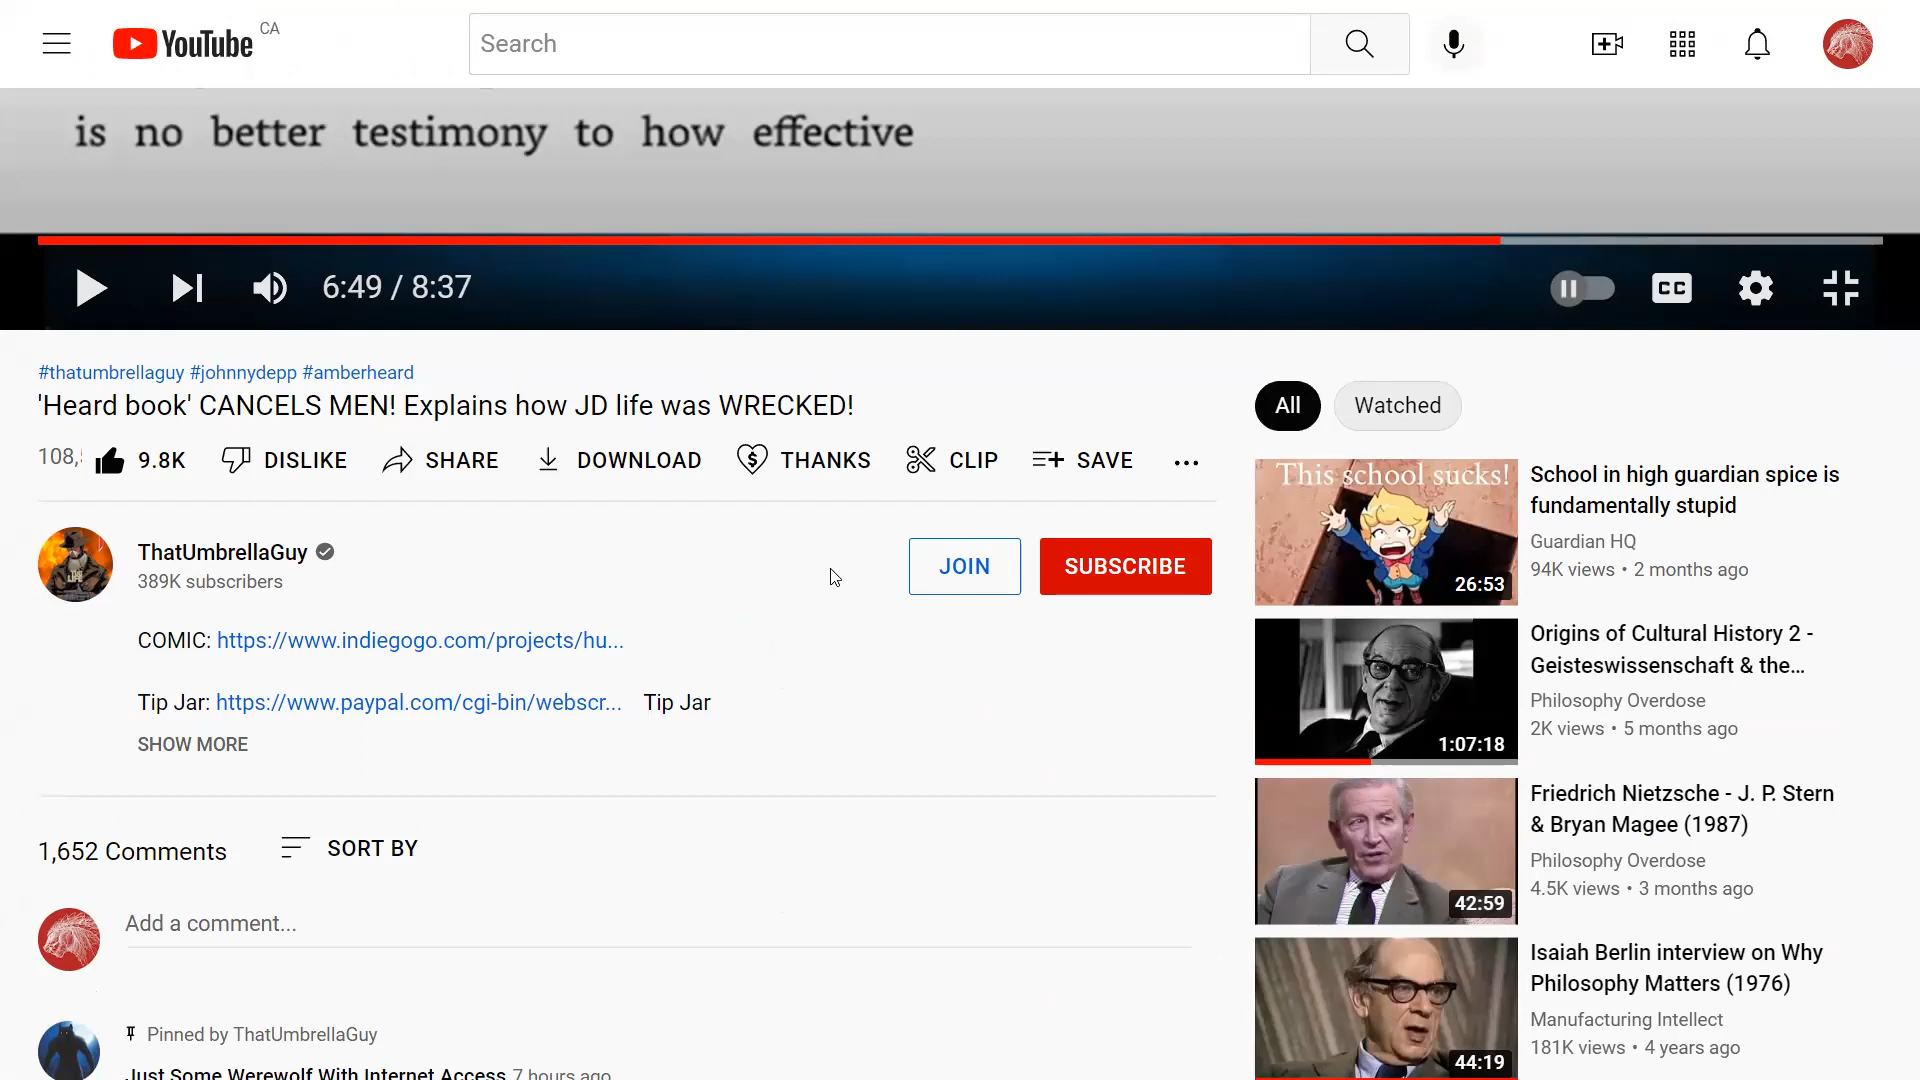 YouTube CA
Search
is no better testimony to how effective
6:49 / 8:37
CC
#thatumbrellaguy #johnnydepp #amberheard
'Heard book' CANCELS MEN! Explains how JD life was WRECKED!
9.8K DISLIKE SHARE DOWNLOAD THANKS CLIP SAVE ...
ThatUmbrellaGuy
389K subscribers
JOIN
SUBSCRIBE
COMIC: https://www.indiegogo.com/projects/hu...
Tip Jar: https://www.paypal.com/cgi-bin/webscr... Tip Jar
SHOW MORE
1,652 Comments SORT BY
Add a comment...
Pinned by ThatUmbrellaGuy
Just Some Werewolf With Internet Access 7 hours ago
All Watched
This school sucks!
26:53
School in high guardian spice is
fundamentally stupid
Guardian HQ
94K views • 2 months ago
1:07:18
Origins of Cultural History 2 -
Geisteswissenschaft & the...
Philosophy Overdose
2K views • 5 months ago
42:59
Friedrich Nietzsche - J. P. Stern
& Bryan Magee (1987)
Philosophy Overdose
4.5K views • 3 months ago
44:19
Isaiah Berlin interview on Why
Philosophy Matters (1976)
Manufacturing Intellect
181K views • 4 years ago